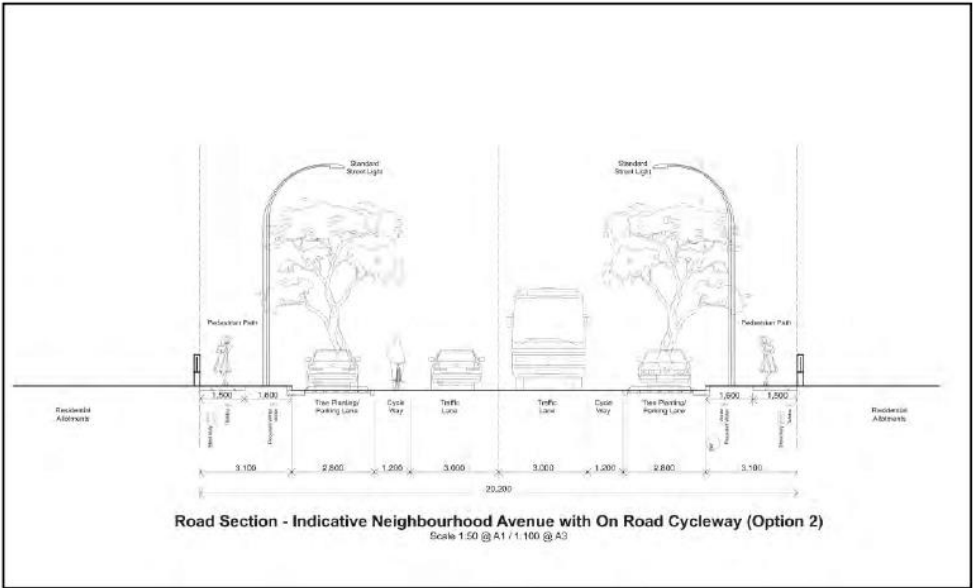 Standard
Street Light
Standard
Street Light
Pedestrian Path
Pedestrian Path
1,500
1,600
1,600
1,500
Residential
Allotments
Tree Planting/
Parking Lane
Cycle
Way
Traffic
Lane
Traffic
Lane
Cycle
Way
Tree Planting/
Parking Lane
Residential
Allotments
3,100
2,800
1,200
3,000
3,000
1,200
2,800
3,100
20,200
Road Section - Indicative Neighbourhood Avenue with On Road Cycleway (Option 2)
Scale 1:50 @ A1 / 1:100 @ A3